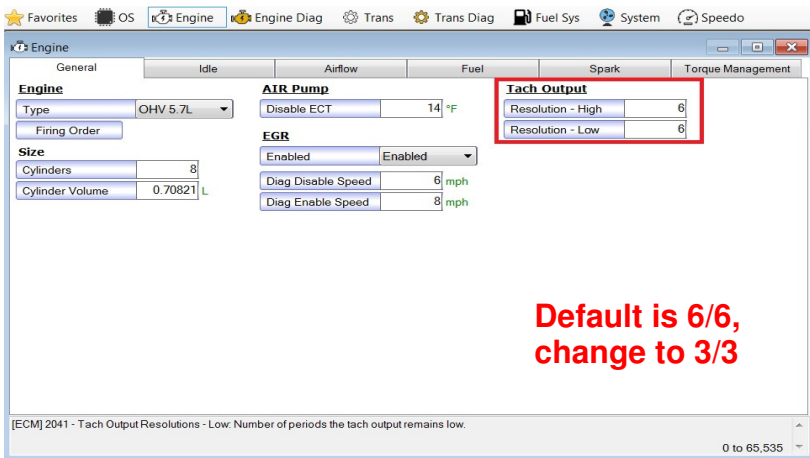 Favorites OS Engine Engine Diag Trans Trans Diag Fuel Sys System Speedo
Engine
General Idle Airflow Fuel Spark Torque Management
Engine
Type OHV 5.7L
Firing Order
Size
Cylinders 8
Cylinder Volume 0.70821 L
AIR Pump
Disable ECT 14 °F
EGR
Enabled Enabled
Diag Disable Speed 6 mph
Diag Enable Speed 8 mph
Tach Output
Resolution - High 6
Resolution - Low 6
Default is 6/6,
change to 3/3
[ECM] 2041 - Tach Output Resolutions - Low: Number of periods the tach output remains low.
0 to 65,535